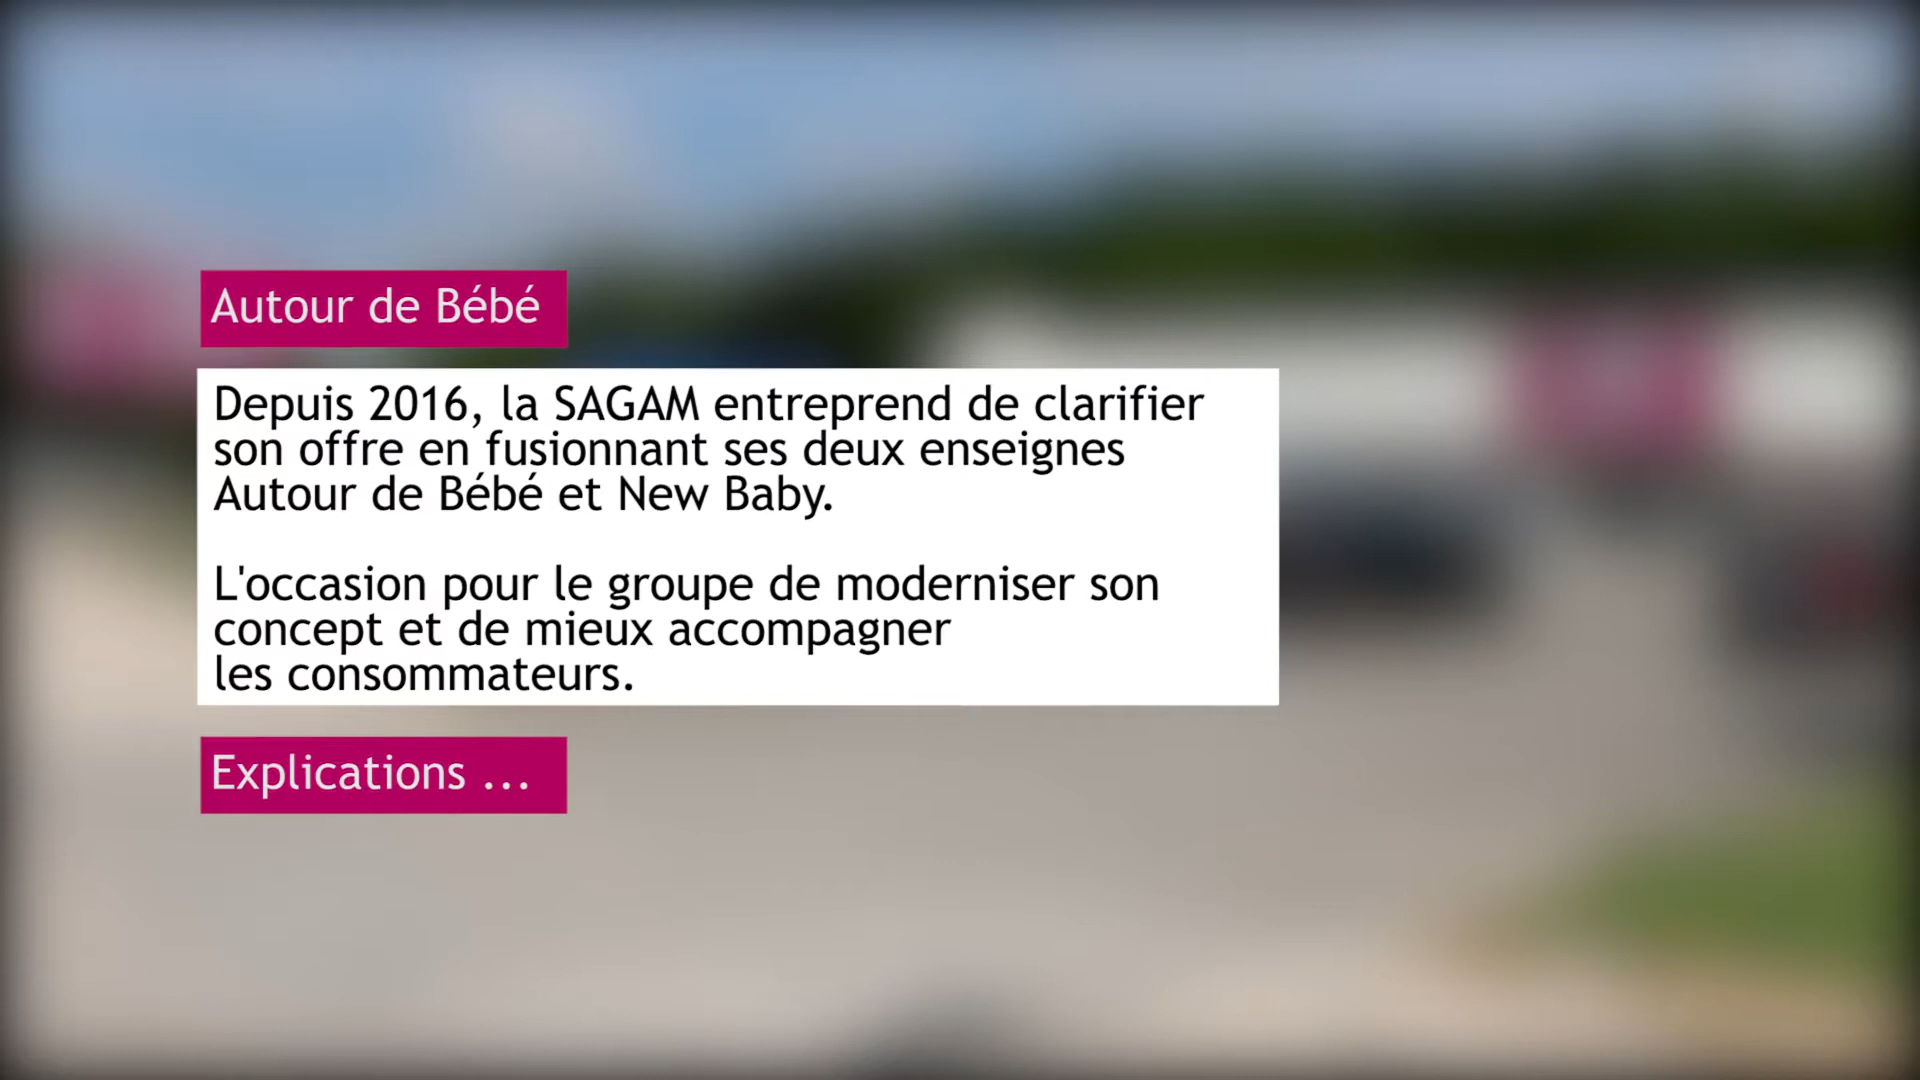 Autour de Bébé
Depuis 2016, la SAGAM entreprend de clarifier
son offre en fusionnant ses deux enseignes
Autour de Bébé et New Baby.
L'occasion pour le groupe de moderniser son
concept et de mieux accompagner
les consommateurs.
Explications ...